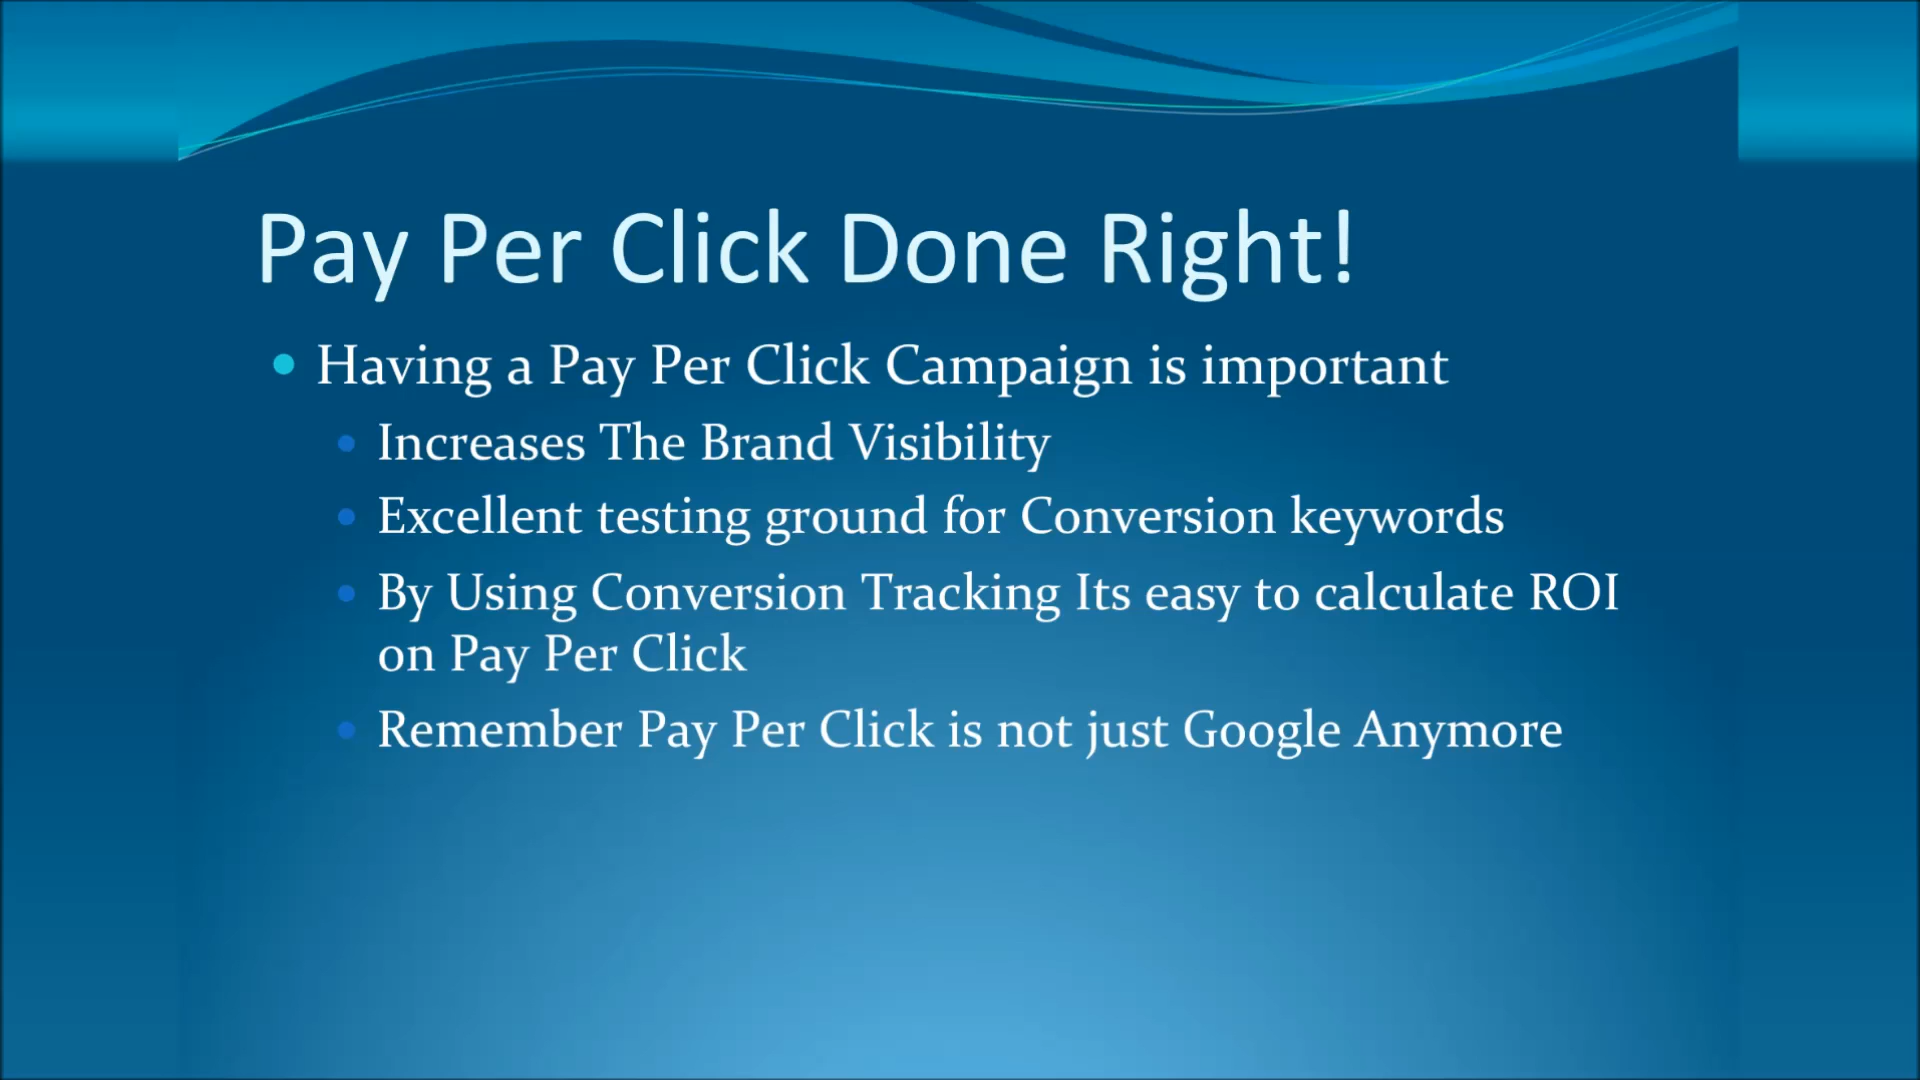 Pay Per Click Done Right!
Having a Pay Per Click Campaign is important
Increases The Brand Visibility
Excellent testing ground for Conversion keywords
By Using Conversion Tracking Its easy to calculate ROI
on Pay Per Click
Remember Pay Per Click is not just Google Anymore